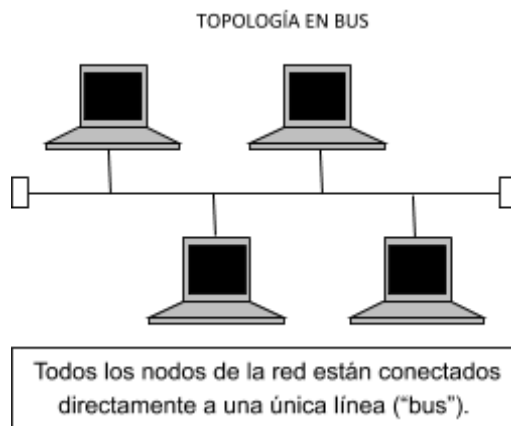 TOPOLOGÍA EN BUS
Todos los nodos de la red están conectados
directamente a una única línea (“bus”).